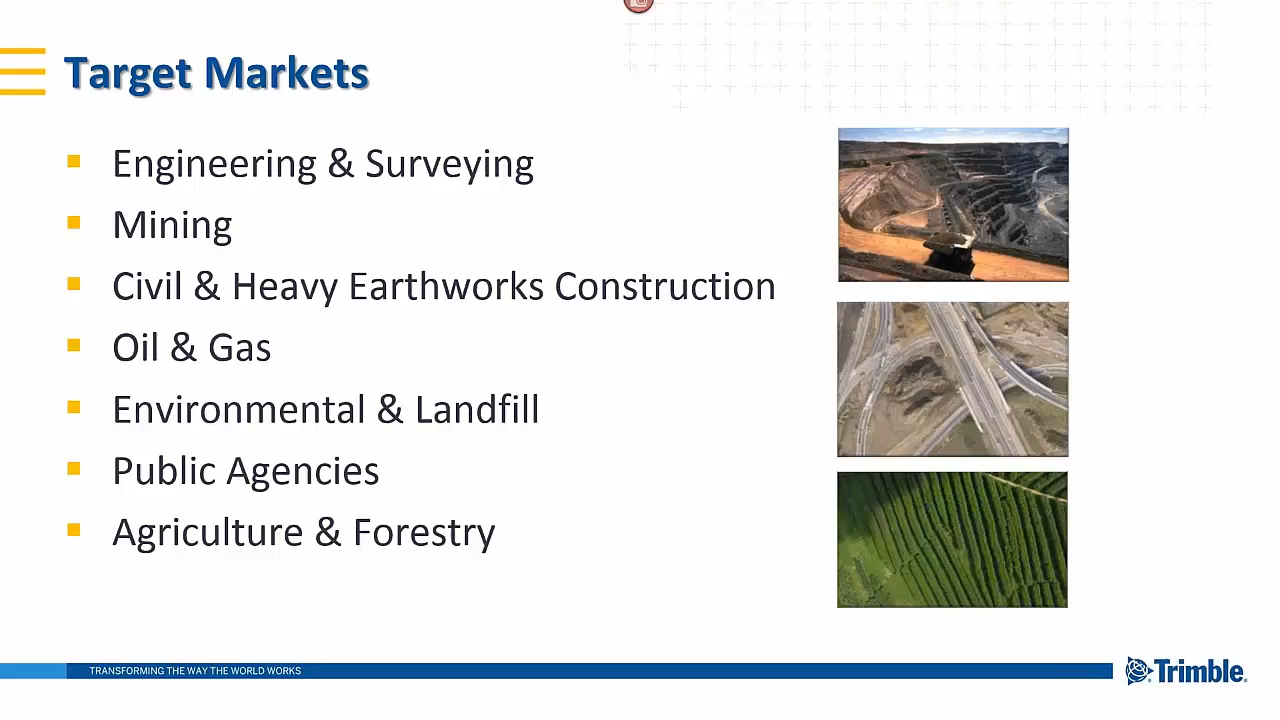 Target Markets
Engineering & Surveying
Mining
Civil & Heavy Earthworks Construction
Oil & Gas
Environmental & Landfill
Public Agencies
Agriculture & Forestry
TRANSFORMING THE WAY THE WORLD WORKS
Trimble.